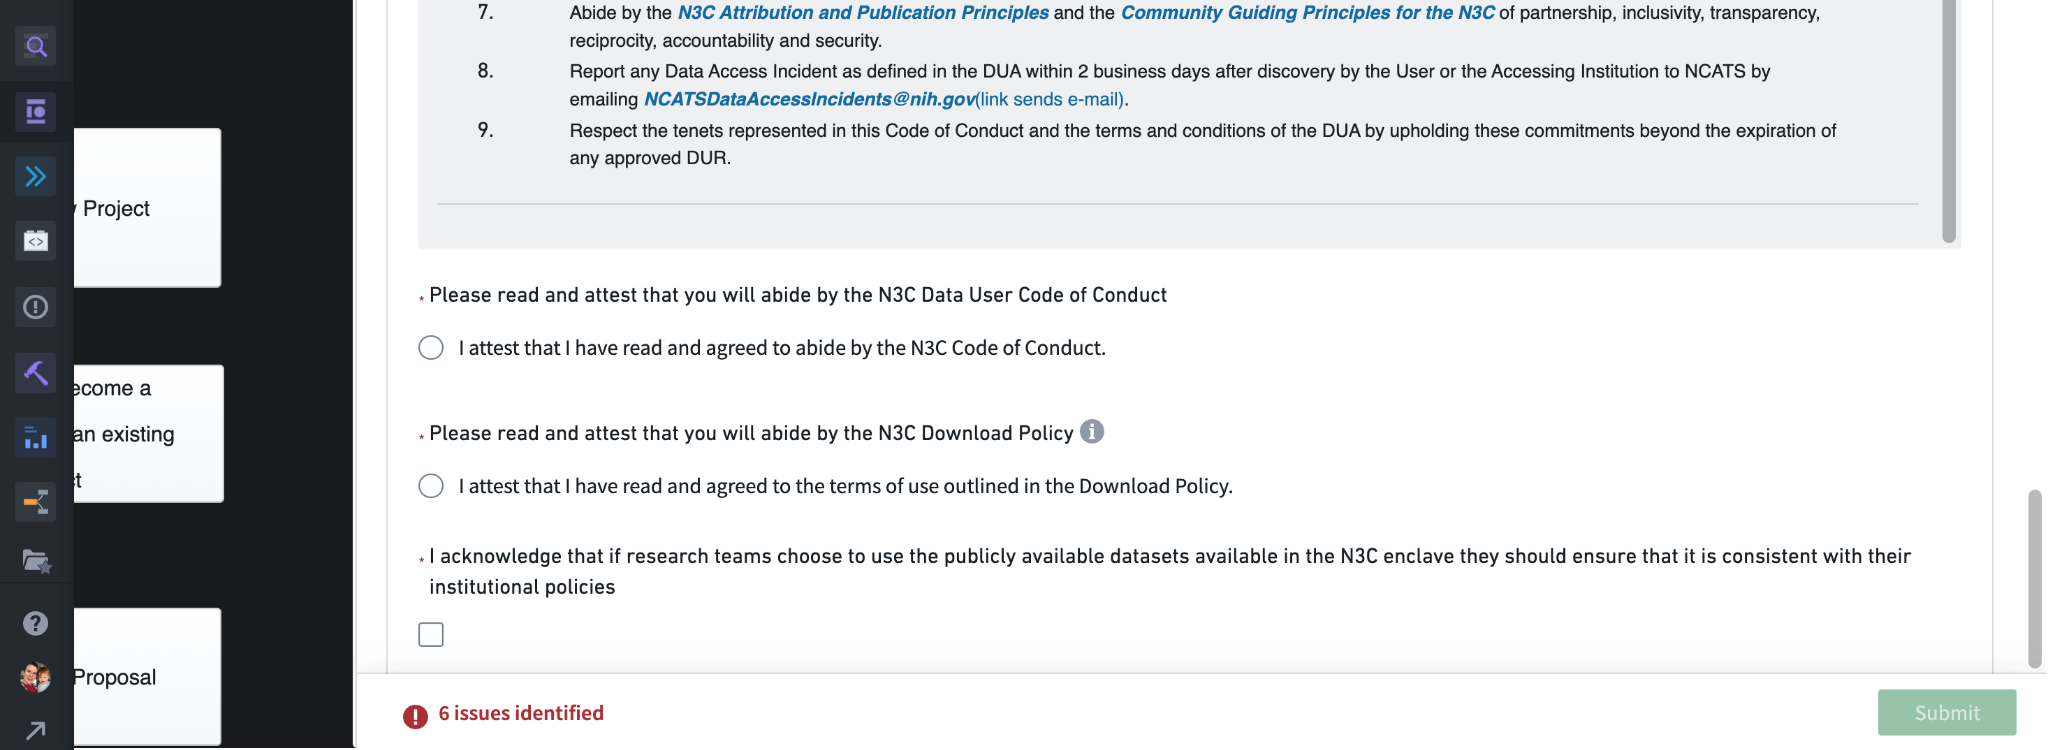 7. Abide by the N3C Attribution and Publication Principles and the Community Guiding Principles for the N3C of partnership, inclusivity, transparency,
reciprocity, accountability and security.
8. Report any Data Access Incident as defined in the DUA within 2 business days after discovery by the User or the Accessing Institution to NCATS by
emailing NCATSDataAccessIncidents@nih.gov(link sends e-mail).
9. Respect the tenets represented in this Code of Conduct and the terms and conditions of the DUA by upholding these commitments beyond the expiration of
any approved DUR.
Project
ecome a
an existing
t
Proposal
* Please read and attest that you will abide by the N3C Data User Code of Conduct
I attest that I have read and agreed to abide by the N3C Code of Conduct.
* Please read and attest that you will abide by the N3C Download Policy
I attest that I have read and agreed to the terms of use outlined in the Download Policy.
* I acknowledge that if research teams choose to use the publicly available datasets available in the N3C enclave they should ensure that it is consistent with their
institutional policies
6 issues identified
Submit